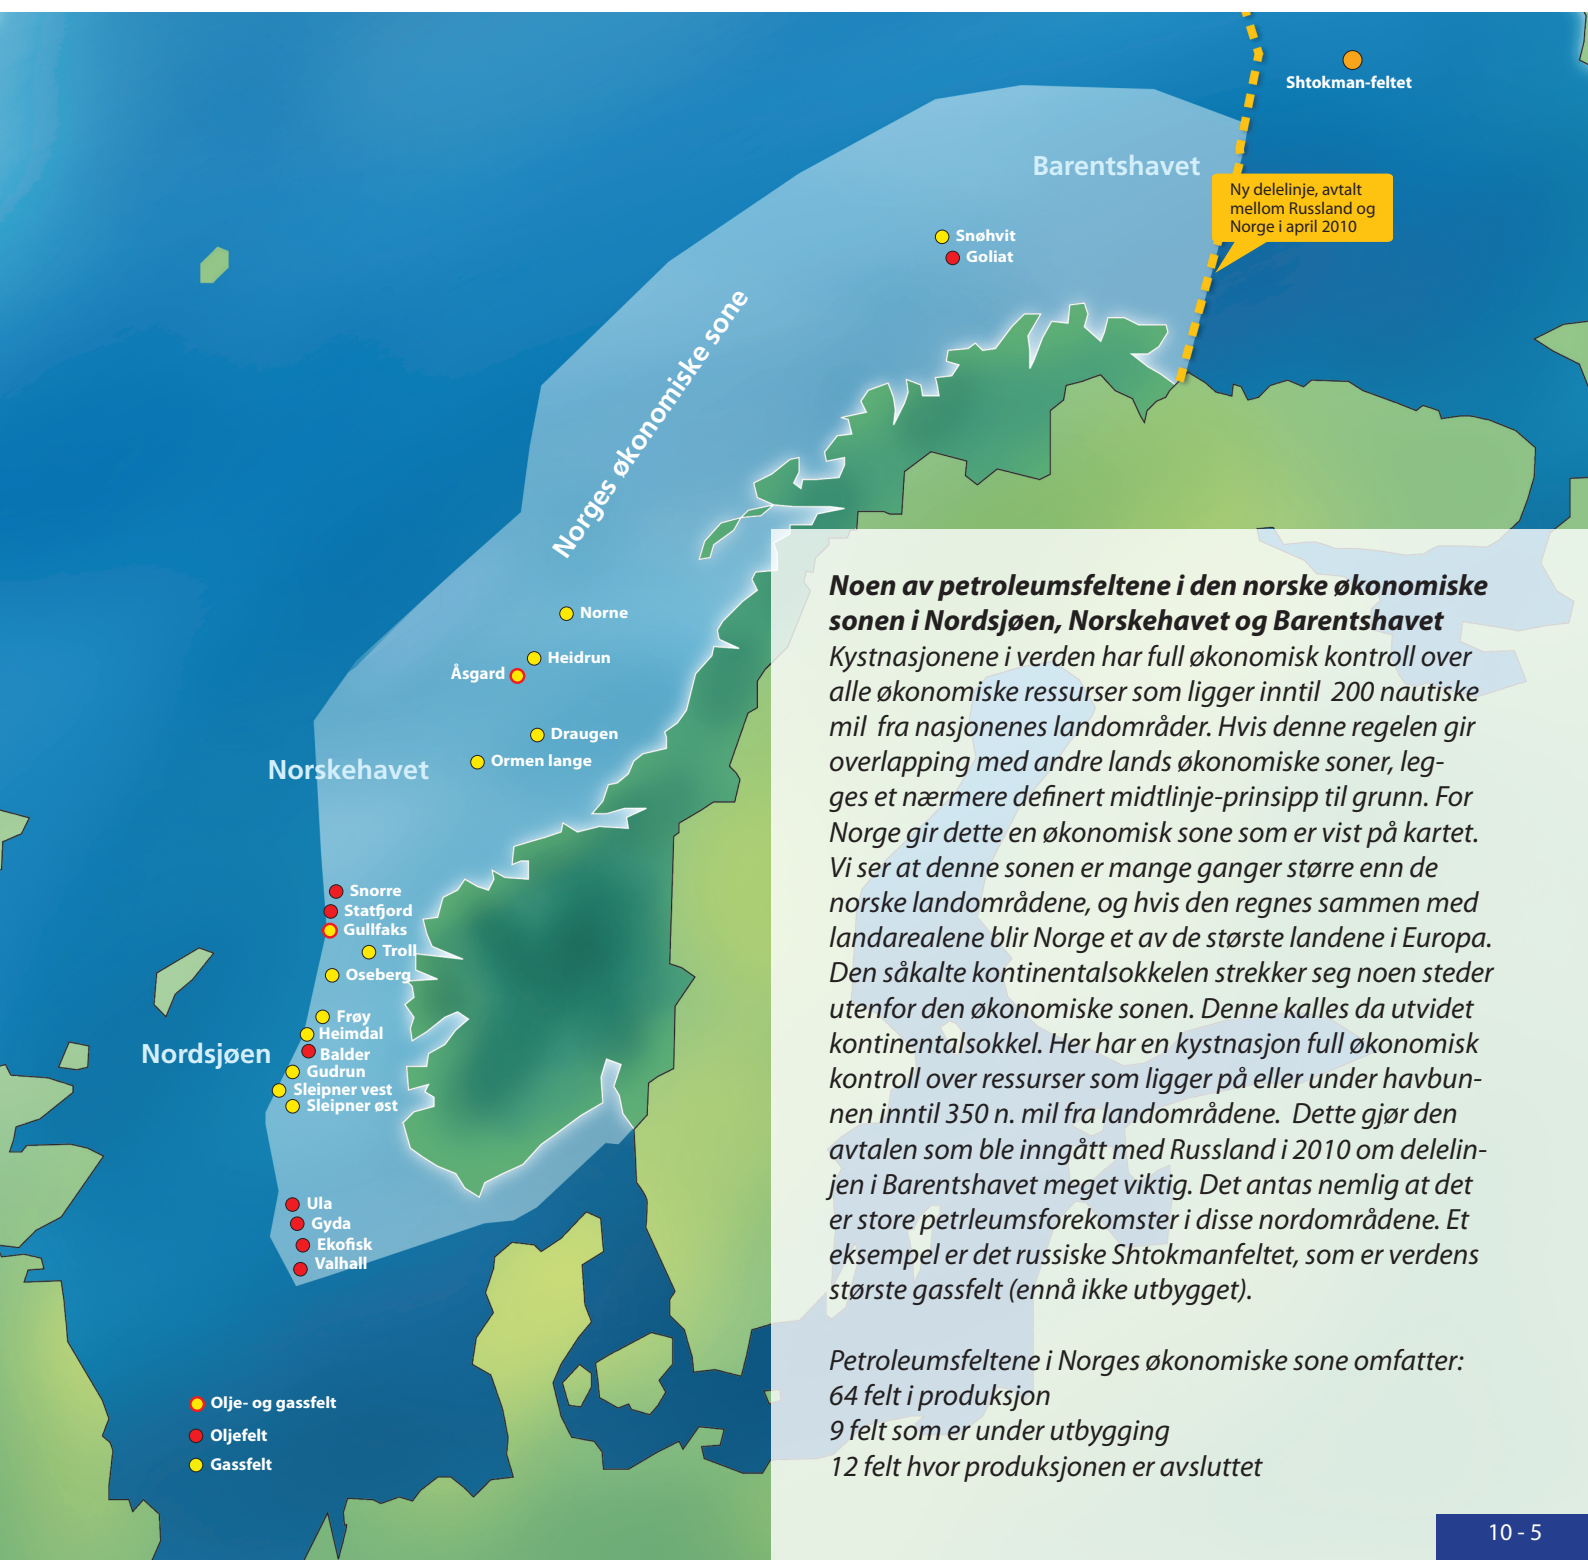 Shtokman-feltet
Barentshavet
Ny delelinje, avtalt
mellom Russland og
Norge i april 2010
Snøhvit
Goliat
Norges økonomiske sone
Norne
Heidrun
Åsgard
Draugen
Ormen lange
Norskehavet
Snorre
Statfjord
Gullfaks
Troll
Oseberg
Frøy
Heimdal
Balder
Nordsjøen
Gudrun
Sleipner vest
Sleipner øst
Ula
Gyda
Ekofisk
Valhall
Olje- og gassfelt
Oljefelt
Gassfelt
Noen av petroleumsfeltene i den norske økonomiske
sonen i Nordsjøen, Norskehavet og Barentshavet
Kystnasjonene i verden har full økonomisk kontroll over
alle økonomiske ressurser som ligger inntil 200 nautiske
mil fra nasjonenes landområder. Hvis denne regelen gir
overlapping med andre lands økonomiske soner, leg-
ges et nærmere definert midtlinje-prinsipp til grunn. For
Norge gir dette en økonomisk sone som er vist på kartet.
Vi ser at denne sonen er mange ganger større enn de
norske landområdene, og hvis den regnes sammen med
landarealene blir Norge et av de største landene i Europa.
Den såkalte kontinentalsokkelen strekker seg noen steder
utenfor den økonomiske sonen. Denne kalles da utvidet
kontinentalsokkel. Her har en kystnasjon full økonomisk
kontroll over ressurser som ligger på eller under havbun-
nen inntil 350 n. mil fra landområdene. Dette gjør den
avtalen som ble inngått med Russland i 2010 om delelin-
jen i Barentshavet meget viktig. Det antas nemlig at det
er store petrleumsforekomster i disse nordområdene. Et
eksempel er det russiske Shtokmanfeltet, som er verdens
største gassfelt (ennå ikke utbygget).
Petroleumsfeltene i Norges økonomiske sone omfatter:
64 felt i produksjon
9 felt som er under utbygging
12 felt hvor produksjonen er avsluttet
10 - 5